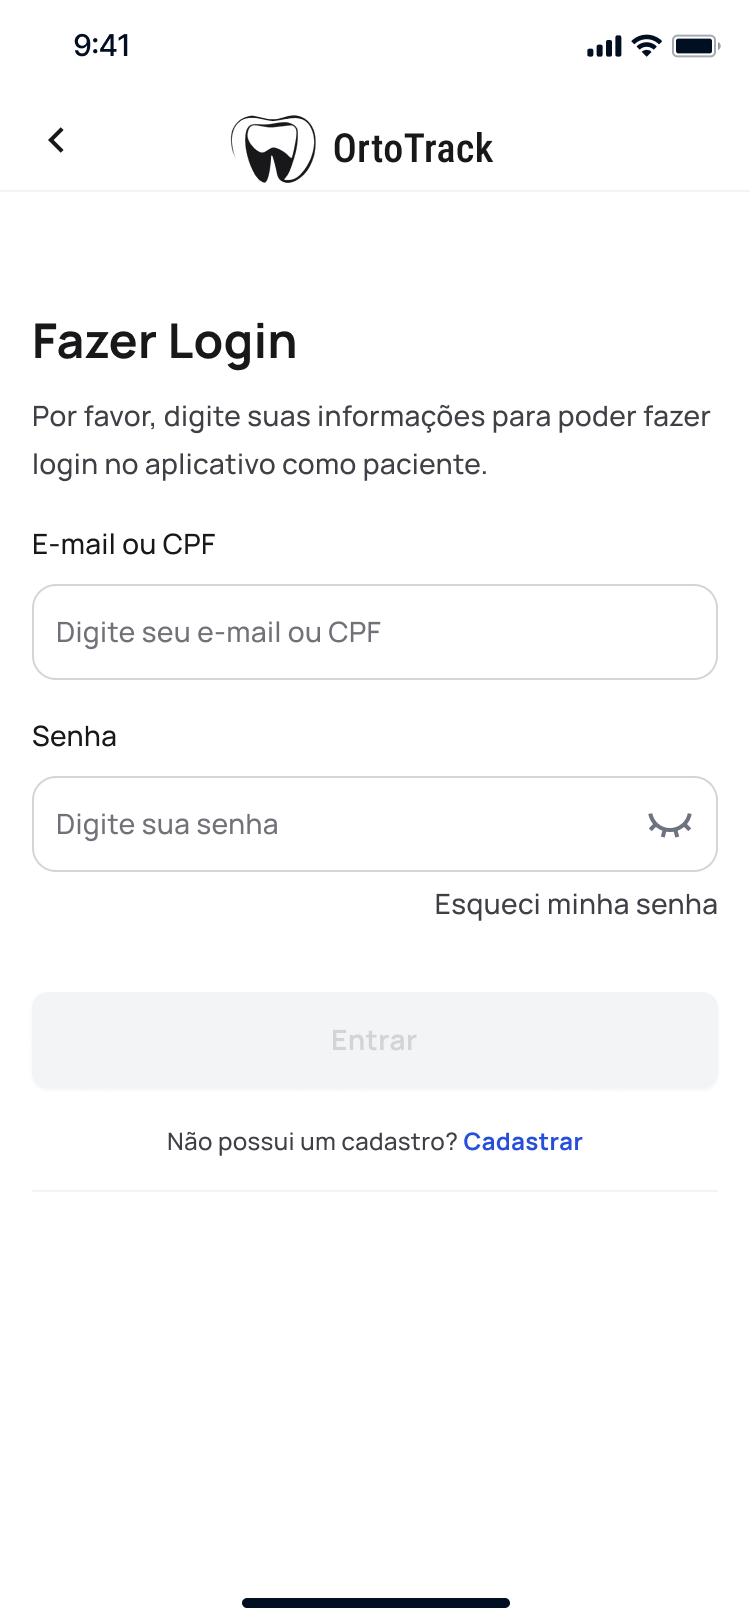 9:41
OrtoTrack
Fazer Login
Por favor, digite suas informações para poder fazer
login no aplicativo como paciente.
E-mail ou CPF
Digite seu e-mail ou CPF
Senha
Digite sua senha
Esqueci minha senha
Entrar
Não possui um cadastro? Cadastrar